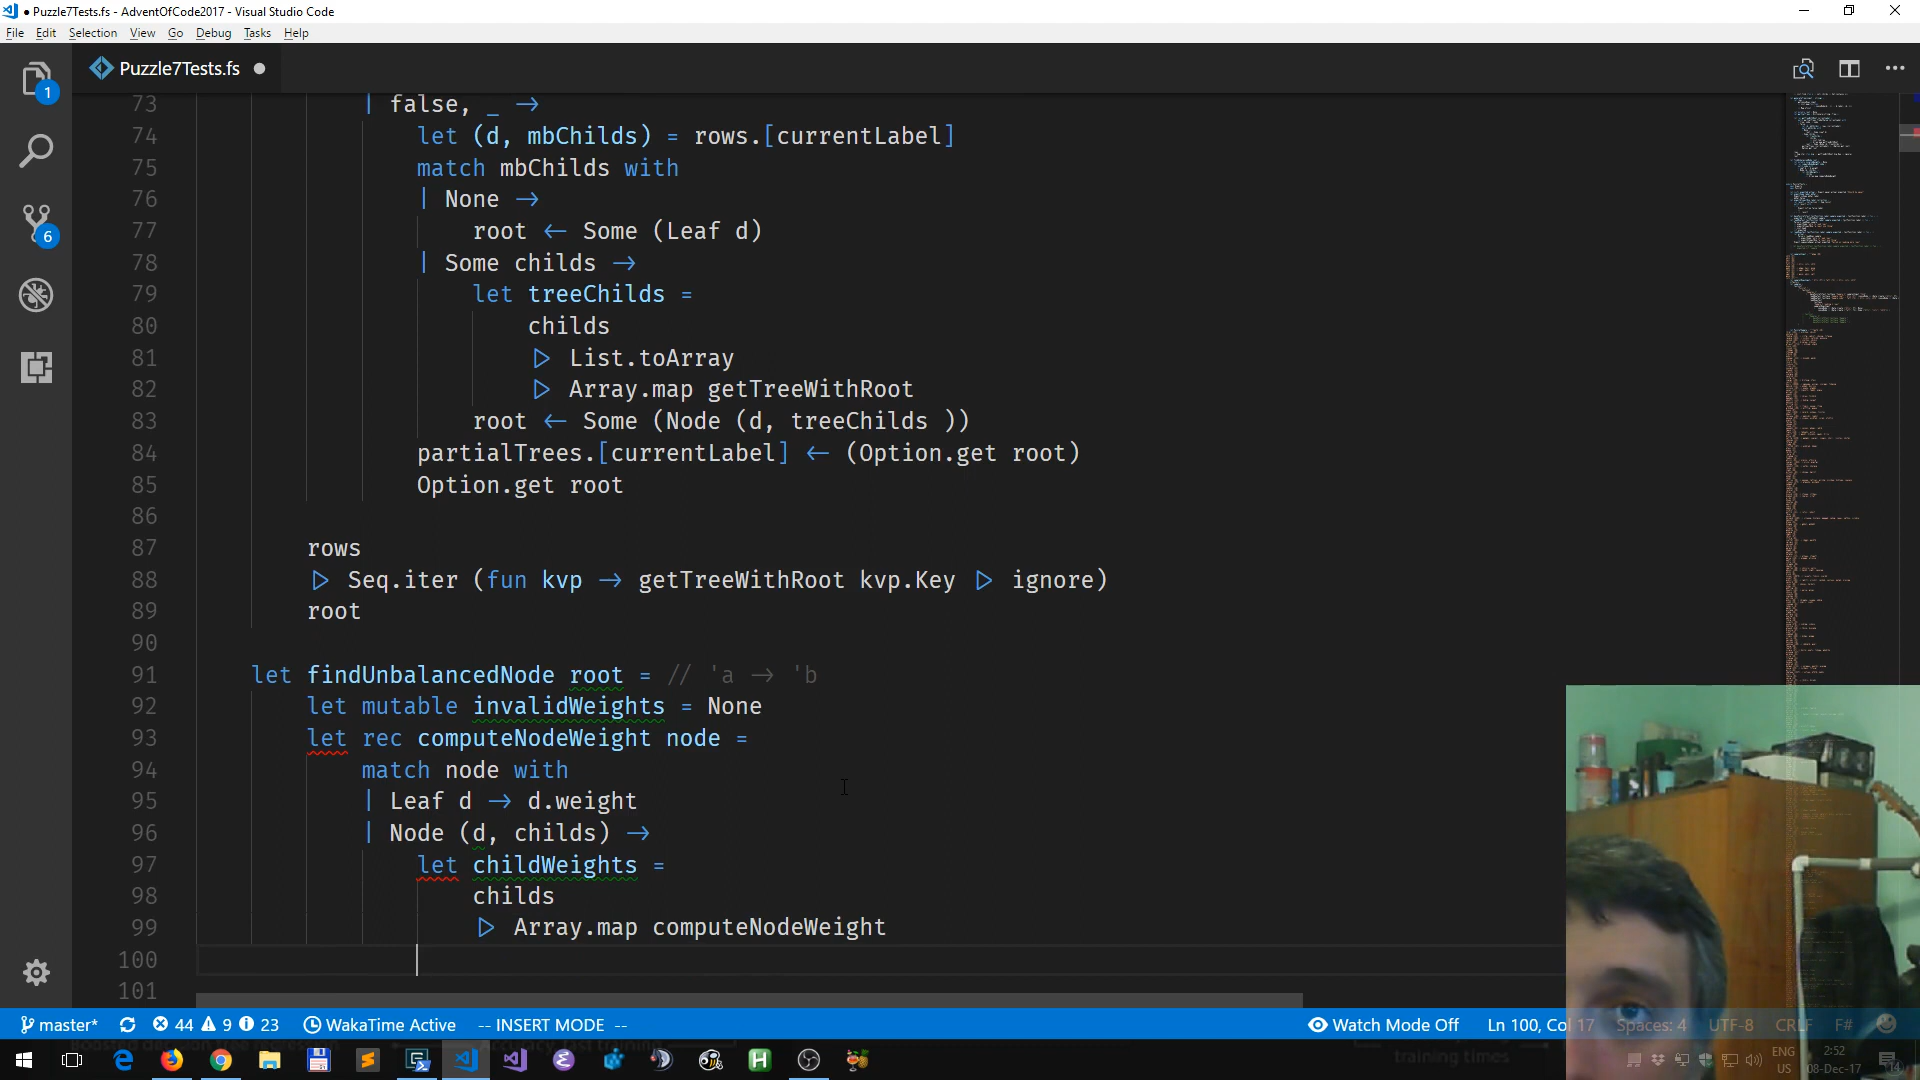 Puzzle7Tests.fs - AdventOfCode2017 - Visual Studio Code
File Edit Selection View Go Debug Tasks Help
Puzzle7Tests.fs
73 | false, _ →
74 let (d, mbChilds) = rows.[currentLabel]
75 match mbChilds with
76 | None →
77 root ← Some (Leaf d)
78 | Some childs →
79 let treeChilds =
80 childs
81 ▷ List.toArray
82 ▷ Array.map getTreeWithRoot
83 root ← Some (Node (d, treeChilds ))
84 partialTrees.[currentLabel] ← (Option.get root)
85 Option.get root
86
87 rows
88 ▷ Seq.iter (fun kvp → getTreeWithRoot kvp.Key ▷ ignore)
89 root
90
91 let findUnbalancedNode root = // 'a → 'b
92 let mutable invalidWeights = None
93 let rec computeNodeWeight node =
94 match node with
95 | Leaf d → d.weight
96 | Node (d, childs) →
97 let childWeights =
98 childs
99 ▷ Array.map computeNodeWeight
100
101
1
6
master* 44 9 23 WakaTime Active -- INSERT MODE -- Watch Mode Off Ln 100, Col 17 Spaces: 4 UTF-8 CRLF F#
training times
ENG
US
2:52
08-Dec-17
14